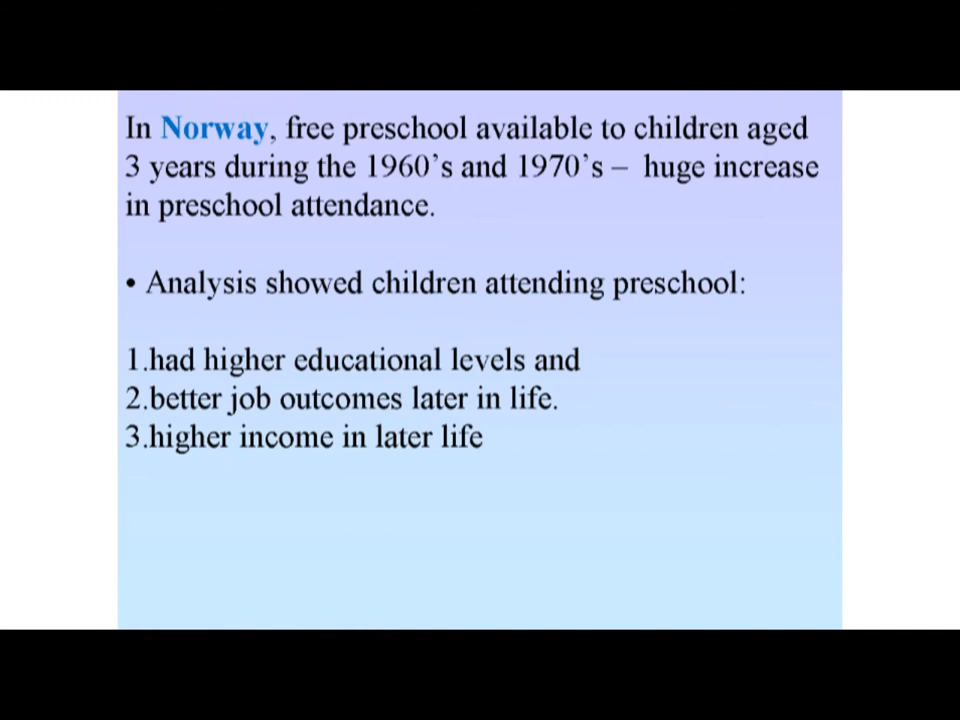 In Norway, free preschool available to children aged
3 years during the 1960’s and 1970’s – huge increase
in preschool attendance.
• Analysis showed children attending preschool:
1.had higher educational levels and
2.better job outcomes later in life.
3.higher income in later life